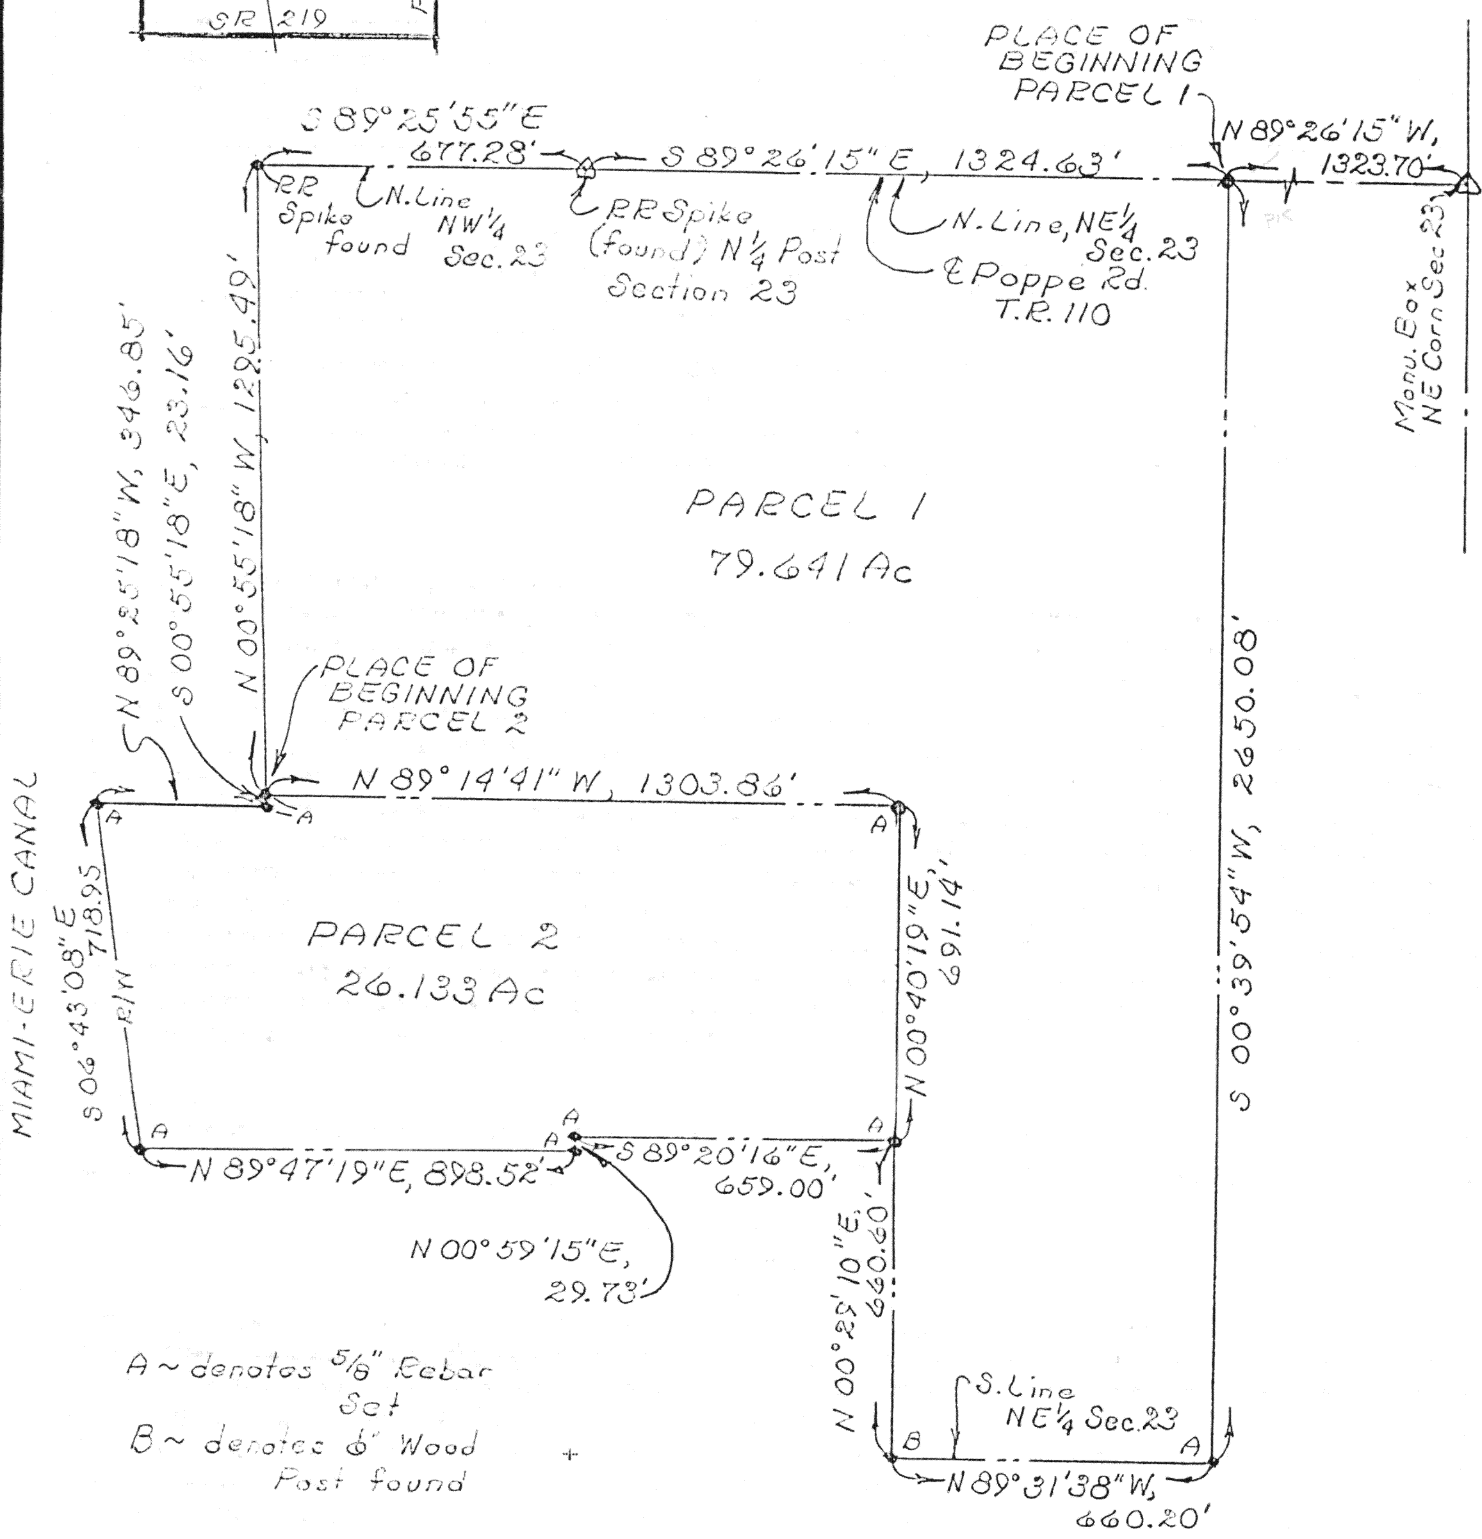 SR 219
PLACE OF
BEGINNING
PARCEL 1
S 89° 25' 55" E
677.28'
S 89° 26' 15" E, 1324.63'
N 89° 26' 15" W,
1323.70'
RR
Spike
found
N. Line
NW 1/4
Sec. 23
RR Spike
(found) N 1/4 Post
Section 23
N. Line, NE 1/4
Sec. 23
℄ Poppe Rd.
T.R. 110
Monu. Box
NE Corn Sec 23
N 89° 25' 18" W, 346.85'
S 00° 55' 18" E, 23.16'
N 00° 55' 18" W, 1295.49'
PARCEL 1
79.641 Ac
PLACE OF
BEGINNING
PARCEL 2
N 89° 14' 41" W, 1303.86'
A
A
A
MIAMI-ERIE CANAL
S 06° 43' 08" E
718.95
R/W
PARCEL 2
26.133 Ac
N 00° 40' 19" E,
691.14'
S 00° 39' 54" W, 2650.08'
A
A
A
A
N 89° 47' 19" E, 898.52'
S 89° 20' 16" E,
659.00'
N 00° 59' 15" E,
29.73'
N 00° 25' 10" E,
660.60'
A ~ denotes 5/8" Rebar
Set
B ~ denotes 6" Wood
Post found
S. Line
NE 1/4 Sec. 23
B
A
N 89° 31' 38" W,
660.20'